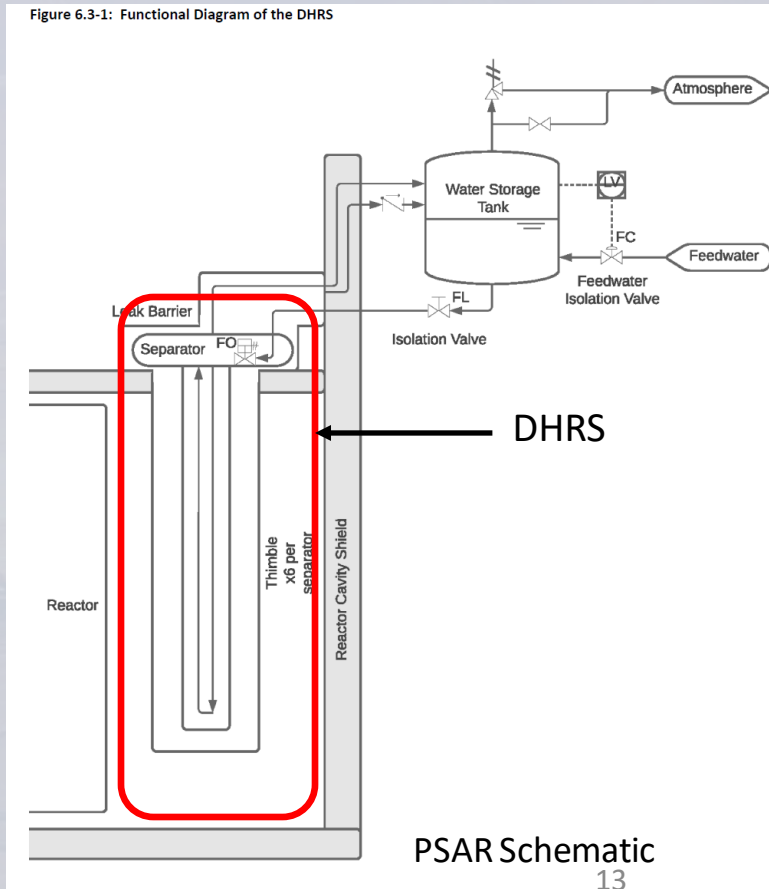 Figure 6.3-1: Functional Diagram of the DHRS
Atmosphere
Water Storage
Tank
LV
FC
Feedwater
Feedwater
Isolation Valve
FL
Isolation Valve
Leak Barrier
Separator
FO
DHRS
Thimble
x6 per
separator
Reactor Cavity Shield
Reactor
PSAR Schematic
13